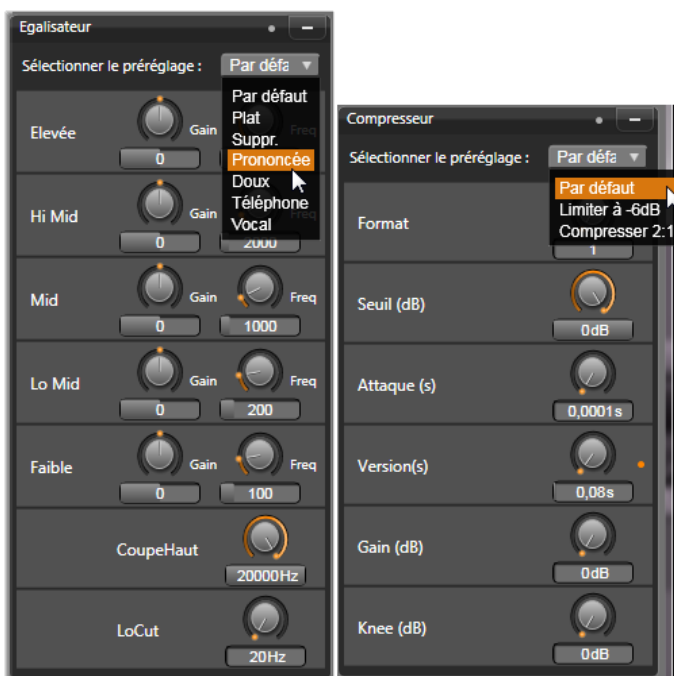 Egalisateur
Sélectionner le préréglage : Par défa
Par défaut
Plat
Suppr.
Prononcée
Doux
Téléphone
Vocal
Elevée Gain Freq
0
Hi Mid Gain
0 2000
Mid Gain Freq
0 1000
Lo Mid Gain Freq
0 200
Faible Gain Freq
0 100
CoupeHaut
20000Hz
LoCut
20Hz
Compresseur
Sélectionner le préréglage : Par défa
Par défaut
Limiter à -6dB
Compresser 2:1
Format
1
Seuil (dB)
0dB
Attaque (s)
0,0001s
Version(s)
0,08s
Gain (dB)
0dB
Knee (dB)
0dB